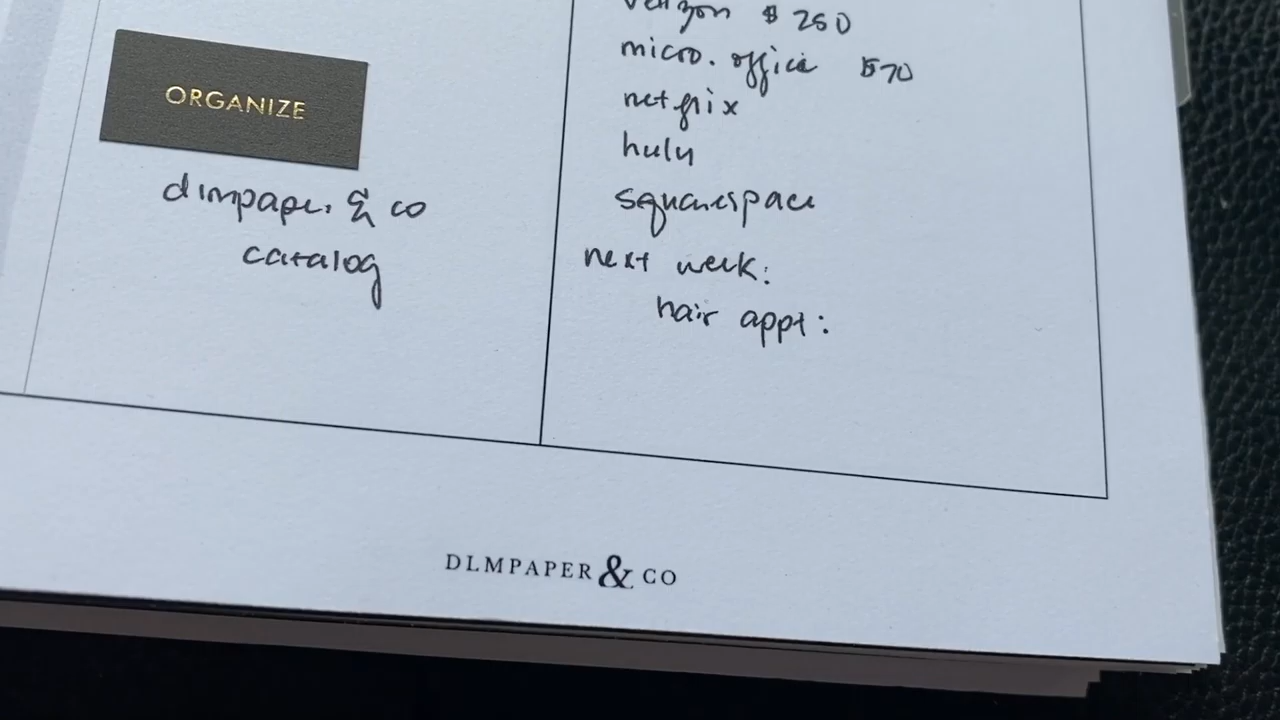 ORGANIZE
dlmpaper & co
catalog
verizon $250
micro. office $70
netflix
hulu
squarespace
next week:
hair appt:
DLMPAPER & CO